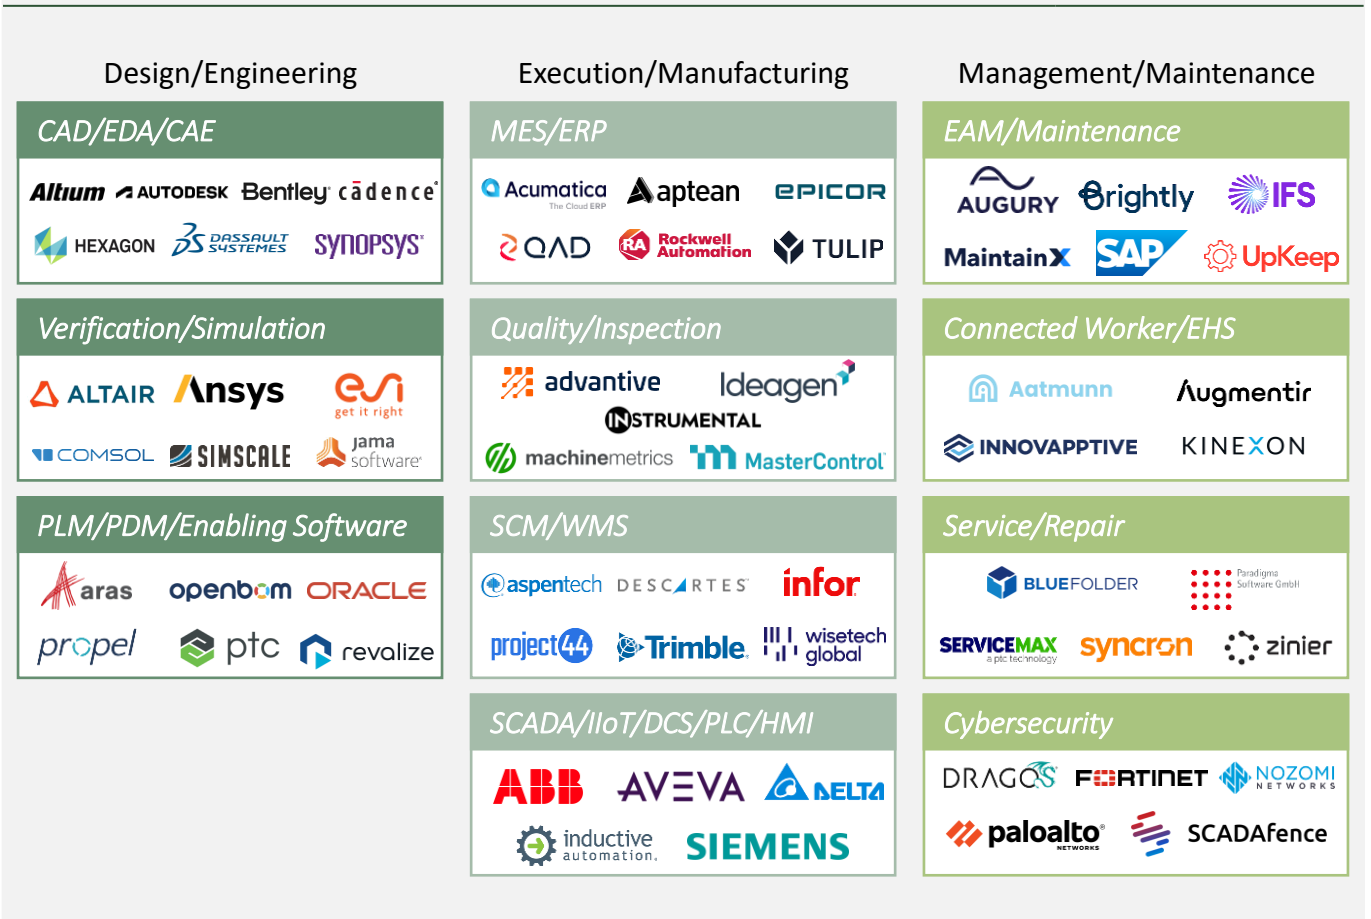 Design/Engineering
CAD/EDA/CAE
Altium AUTODESK Bentley cādence
HEXAGON DASSAULT SYSTEMES SYNOPSYS
Verification/Simulation
ALTAIR Ansys esi
get it right
COMSOL SIMSCALE jama software
PLM/PDM/Enabling Software
aras openbom ORACLE
propel ptc revalize
Execution/Manufacturing
MES/ERP
Acumatica aptean EPICOR
The Cloud ERP
QAD RA Rockwell Automation TULIP
Quality/Inspection
advantive Ideagen
INSTRUMENTAL
machinemetrics MasterControl
SCM/WMS
aspentech DESCARTES infor
project44 Trimble wisetech global
SCADA/IIoT/DCS/PLC/HMI
ABB AVEVA DELTA
inductive automation SIEMENS
Management/Maintenance
EAM/Maintenance
AUGURY Brightly IFS
MaintainX SAP UpKeep
Connected Worker/EHS
Aatmunn Augmentir
INNOVAPPTIVE KINEXON
Service/Repair
BLUEFOLDER Paradigma Software GmbH
SERVICEMAX syncron zinier
a ptc technology
Cybersecurity
DRAGOS FORTINET NOZOMI NETWORKS
paloalto SCADAfence
NETWORKS